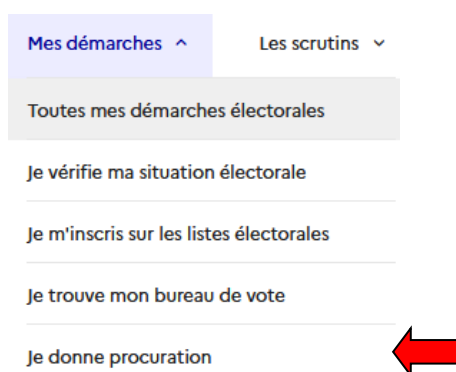 Mes démarches
Les scrutins
Toutes mes démarches électorales
Je vérifie ma situation électorale
Je m'inscris sur les listes électorales
Je trouve mon bureau de vote
Je donne procuration